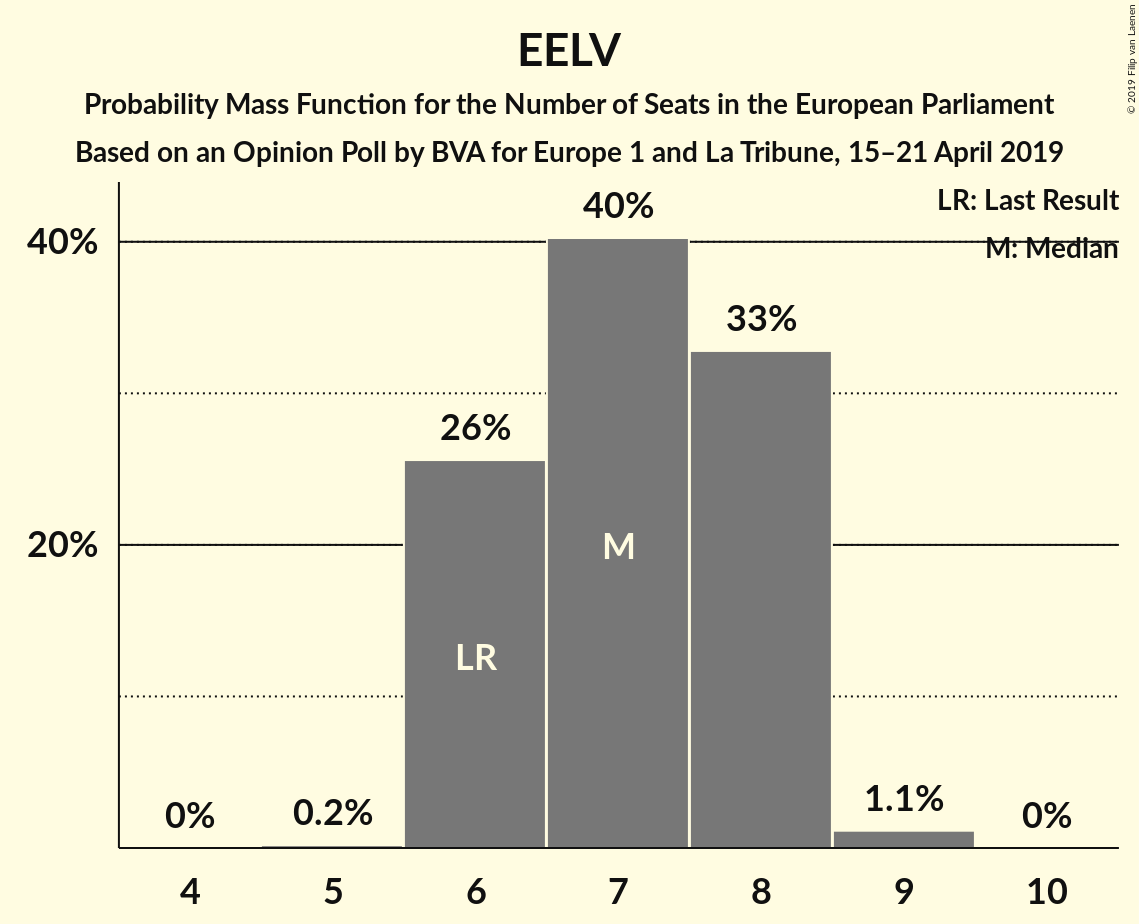 EELV
Probability Mass Function for the Number of Seats in the European Parliament
Based on an Opinion Poll by BVA for Europe 1 and La Tribune, 15–21 April 2019
© 2019 Filip van Laenen
LR: Last Result
M: Median
40%
20%
0%
0.2%
26%
40%
33%
1.1%
0%
LR
M
4
5
6
7
8
9
10